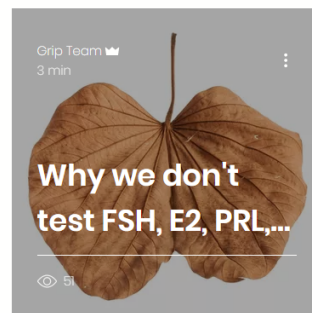 Grip Team
3 min
Why we don't
test FSH, E2, PRL,...
51